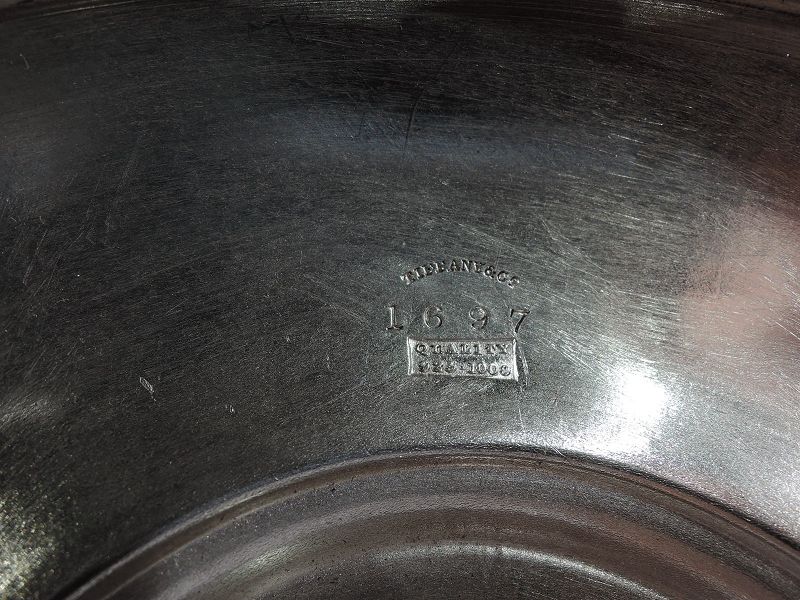 TIFFANY & CO
1697
QUALITY
925-1000